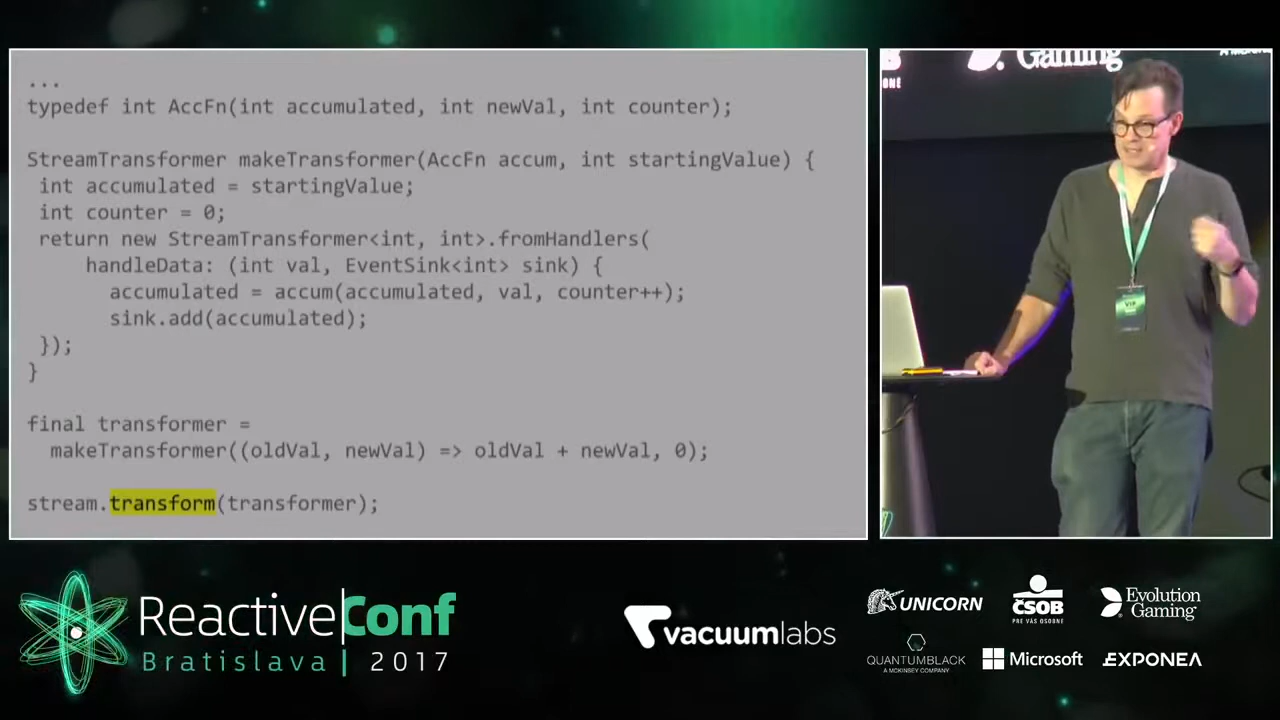 ...
typedef int AccFn(int accumulated, int newVal, int counter);
StreamTransformer makeTransformer(AccFn accum, int startingValue) {
int accumulated = startingValue;
int counter = 0;
return new StreamTransformer<int, int>.fromHandlers(
handleData: (int val, EventSink<int> sink) {
accumulated = accum(accumulated, val, counter++);
sink.add(accumulated);
});
}
final transformer =
makeTransformer((oldVal, newVal) => oldVal + newVal, 0);
stream.transform(transformer);
Gaming
ONE
VIP
ReactiveConf
Bratislava | 2017
vacuumlabs
UNICORN
ČSOB
PRE VÁS OSOBNE
Evolution
Gaming
QUANTUMBLACK
A MCKINSEY COMPANY
Microsoft
EXPONEA